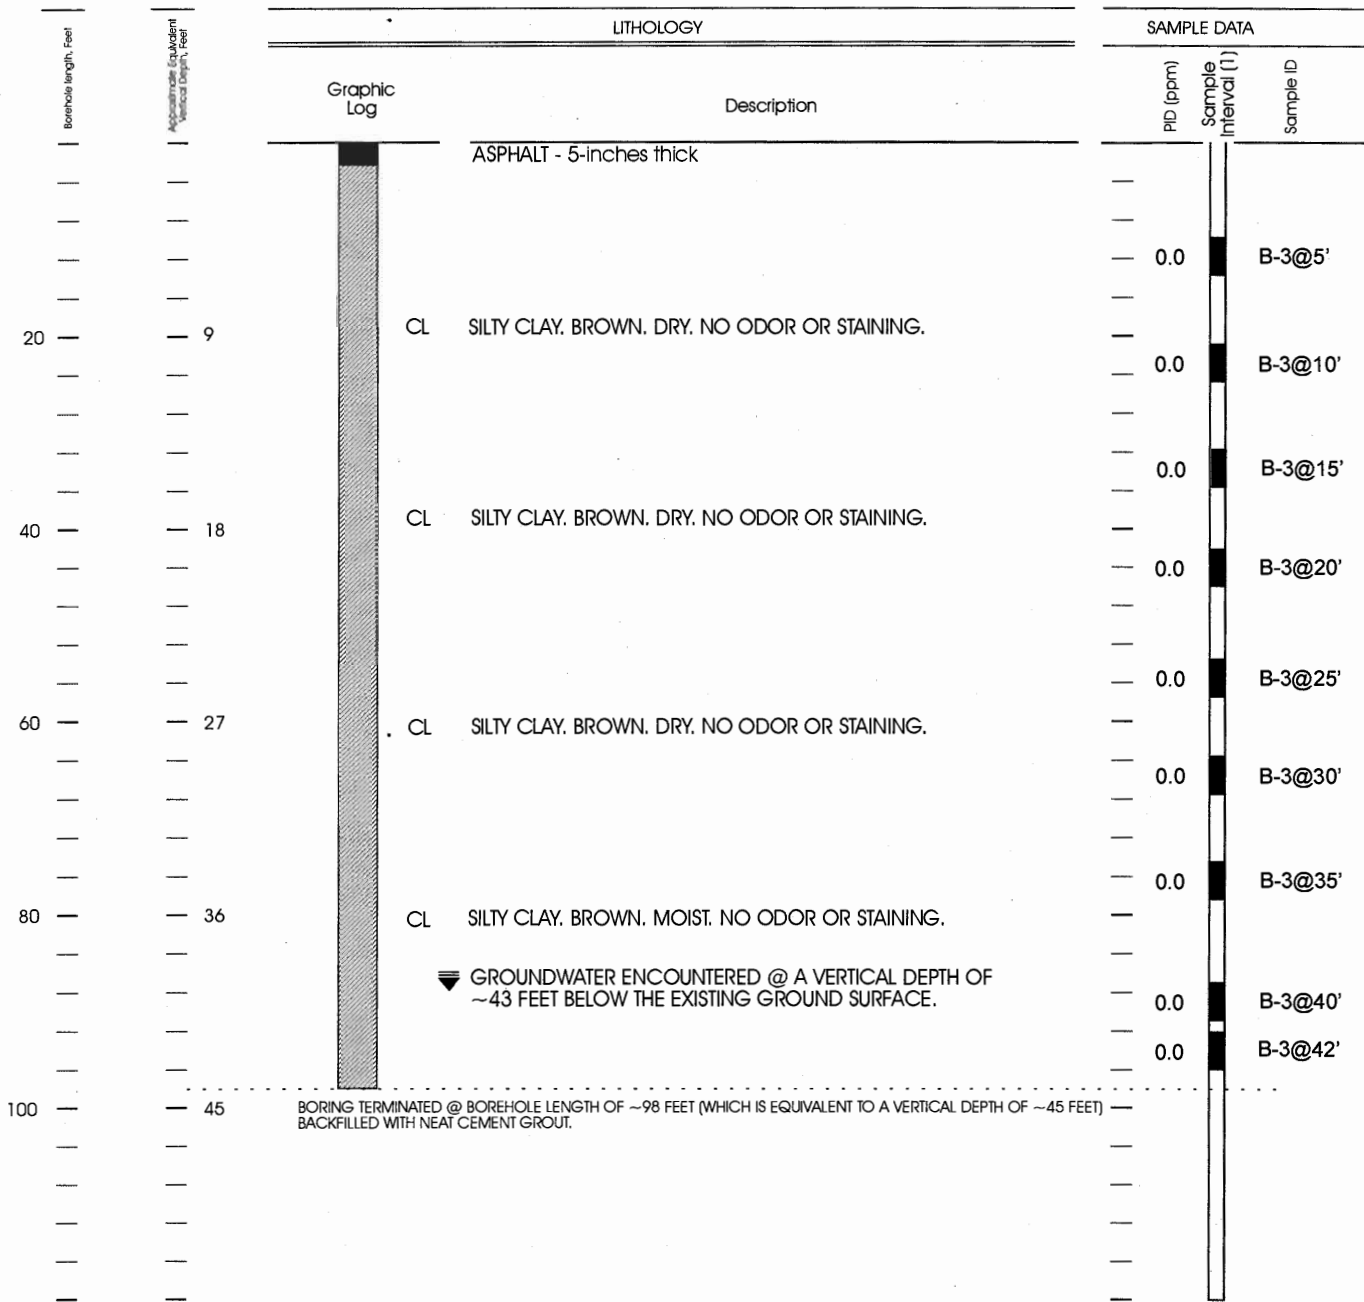 Borehole length, Feet
Approximate Equivalent
Vertical Depth, Feet
LITHOLOGY
SAMPLE DATA
Graphic
Log
Description
PID (ppm)
Sample
Interval (1)
Sample ID
ASPHALT - 5-inches thick
0.0 B-3@5'
20 9 CL SILTY CLAY. BROWN. DRY. NO ODOR OR STAINING.
0.0 B-3@10'
0.0 B-3@15'
40 18 CL SILTY CLAY. BROWN. DRY. NO ODOR OR STAINING.
0.0 B-3@20'
0.0 B-3@25'
60 27 CL SILTY CLAY. BROWN. DRY. NO ODOR OR STAINING.
0.0 B-3@30'
0.0 B-3@35'
80 36 CL SILTY CLAY. BROWN. MOIST. NO ODOR OR STAINING.
GROUNDWATER ENCOUNTERED @ A VERTICAL DEPTH OF
~43 FEET BELOW THE EXISTING GROUND SURFACE.
0.0 B-3@40'
0.0 B-3@42'
100 45 BORING TERMINATED @ BOREHOLE LENGTH OF ~98 FEET (WHICH IS EQUIVALENT TO A VERTICAL DEPTH OF ~45 FEET)
BACKFILLED WITH NEAT CEMENT GROUT.